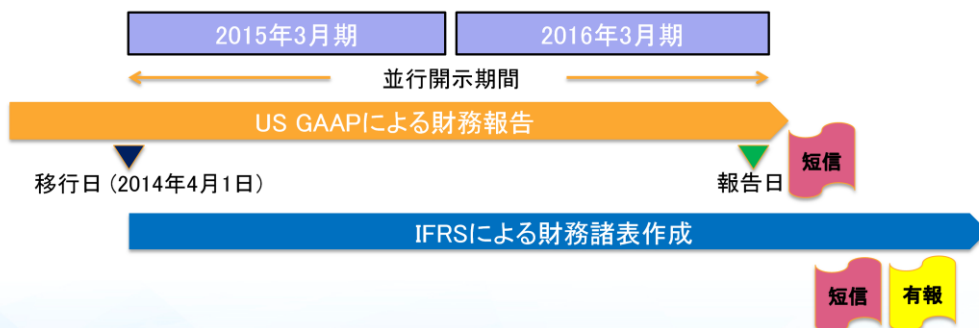 2015年3月期
2016年3月期
並行開示期間
US GAAPによる財務報告
移行日(2014年4月1日)
報告日
短信
IFRSによる財務諸表作成
短信
有報